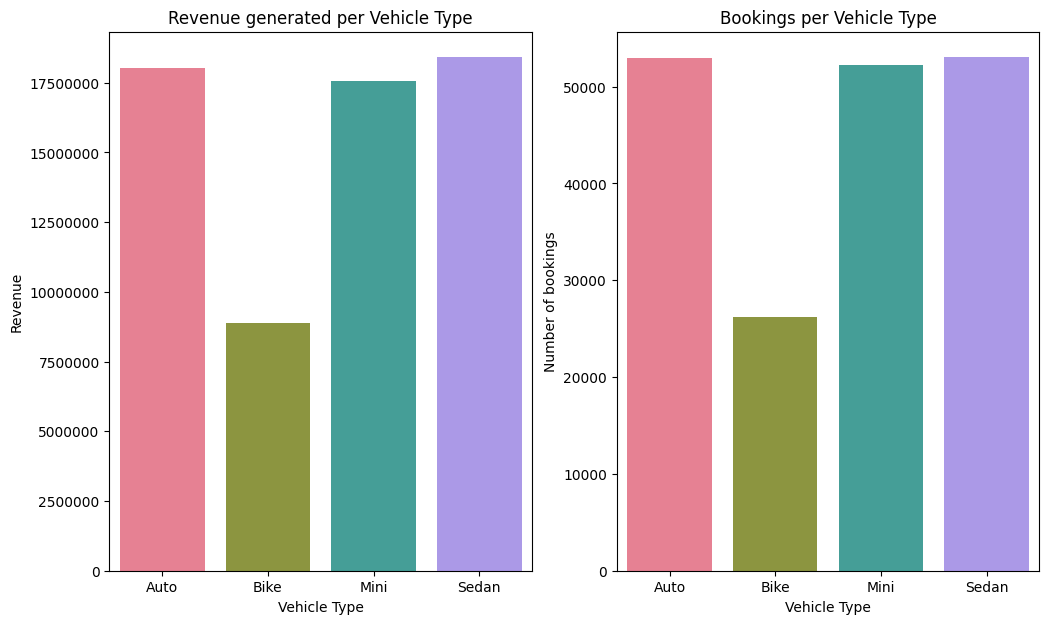 Revenue generated per Vehicle Type
Revenue
17500000
15000000
12500000
10000000
7500000
5000000
2500000
0
Auto
Bike
Mini
Sedan
Vehicle Type
Bookings per Vehicle Type
Number of bookings
50000
40000
30000
20000
10000
0
Auto
Bike
Mini
Sedan
Vehicle Type